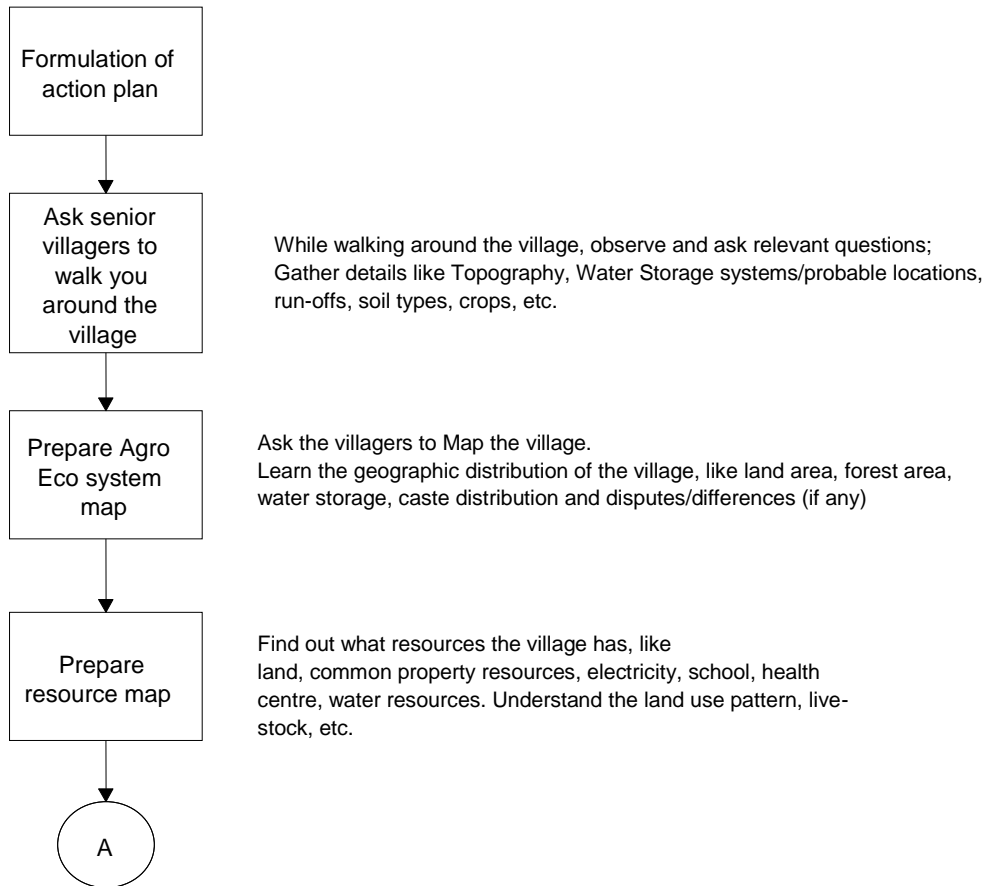 Formulation of
action plan
Ask senior
villagers to
walk you
around the
village
While walking around the village, observe and ask relevant questions;
Gather details like Topography, Water Storage systems/probable locations,
run-offs, soil types, crops, etc.
Prepare Agro
Eco system
map
Ask the villagers to Map the village.
Learn the geographic distribution of the village, like land area, forest area,
water storage, caste distribution and disputes/differences (if any)
Prepare
resource map
Find out what resources the village has, like
land, common property resources, electricity, school, health
centre, water resources. Understand the land use pattern, live-
stock, etc.
A